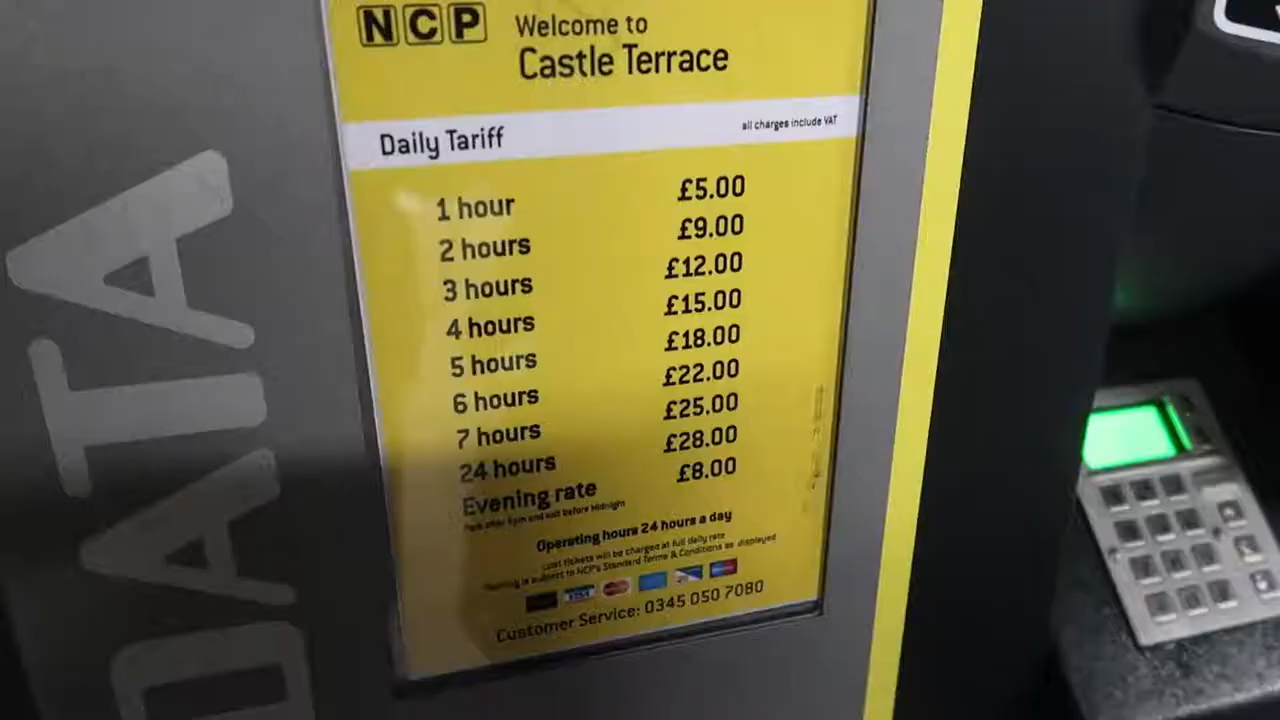 NCP Welcome to
Castle Terrace
Daily Tariff all charges include VAT
1 hour £5.00
2 hours £9.00
3 hours £12.00
4 hours £15.00
5 hours £18.00
6 hours £22.00
7 hours £25.00
24 hours £28.00
Evening rate £8.00
Park after 6pm and exit before Midnight
Operating hours 24 hours a day
Lost tickets will be charged at full daily rate
Parking is subject to NCP's Standard Terms & Conditions as displayed
VISA
Customer Service: 0345 050 7080
DATA